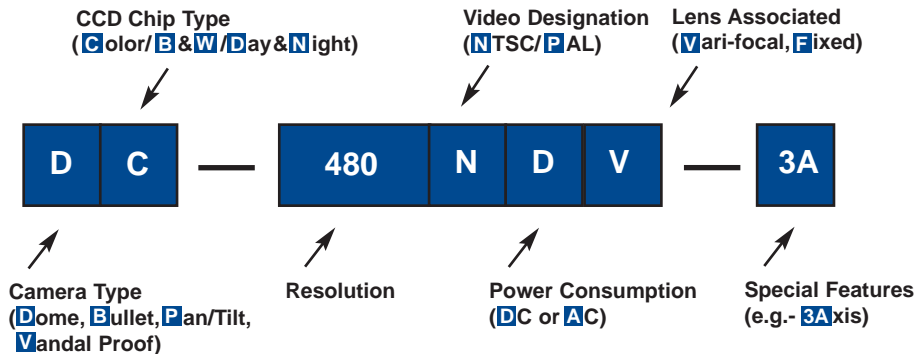 CCD Chip Type
(Color/B&W/Day&Night)
Video Designation
(NTSC/PAL)
Lens Associated
(Vari-focal, Fixed)
D C — 480 N D V — 3A
Camera Type
(Dome, Bullet, Pan/Tilt,
Vandal Proof)
Resolution
Power Consumption
(DC or AC)
Special Features
(e.g.- 3Axis)